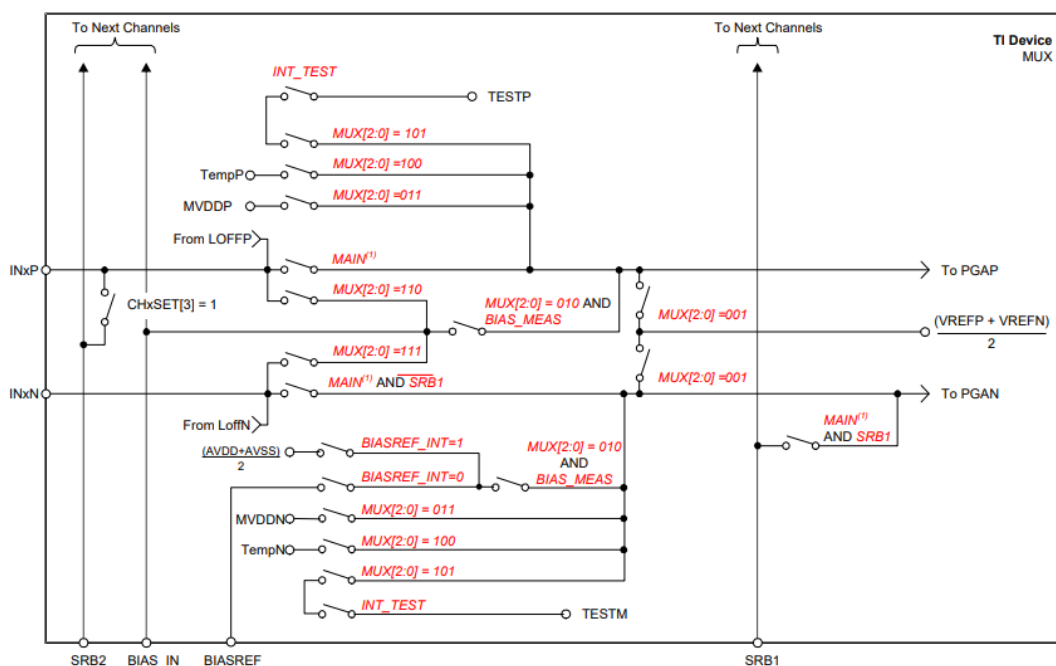 To Next Channels
To Next Channels
TI Device
MUX
INT_TEST
TESTP
MUX[2:0] = 101
TempP
MUX[2:0] =100
MVDDP
MUX[2:0] =011
From LOFFP
INxP
MAIN(1)
To PGAP
CHxSET[3] = 1
MUX[2:0] =110
MUX[2:0] = 010 AND
BIAS_MEAS
MUX[2:0] =001
(VREFP + VREFN)
2
MUX[2:0] =111
MUX[2:0] =001
INxN
MAIN(1) AND SRB1
To PGAN
From LoffN
MAIN(1)
AND SRB1
(AVDD+AVSS)
2
BIASREF_INT=1
MUX[2:0] = 010
AND
BIAS_MEAS
BIASREF_INT=0
MVDDN
MUX[2:0] = 011
TempN
MUX[2:0] = 100
MUX[2:0] = 101
INT_TEST
TESTM
SRB2
BIAS IN
BIASREF
SRB1